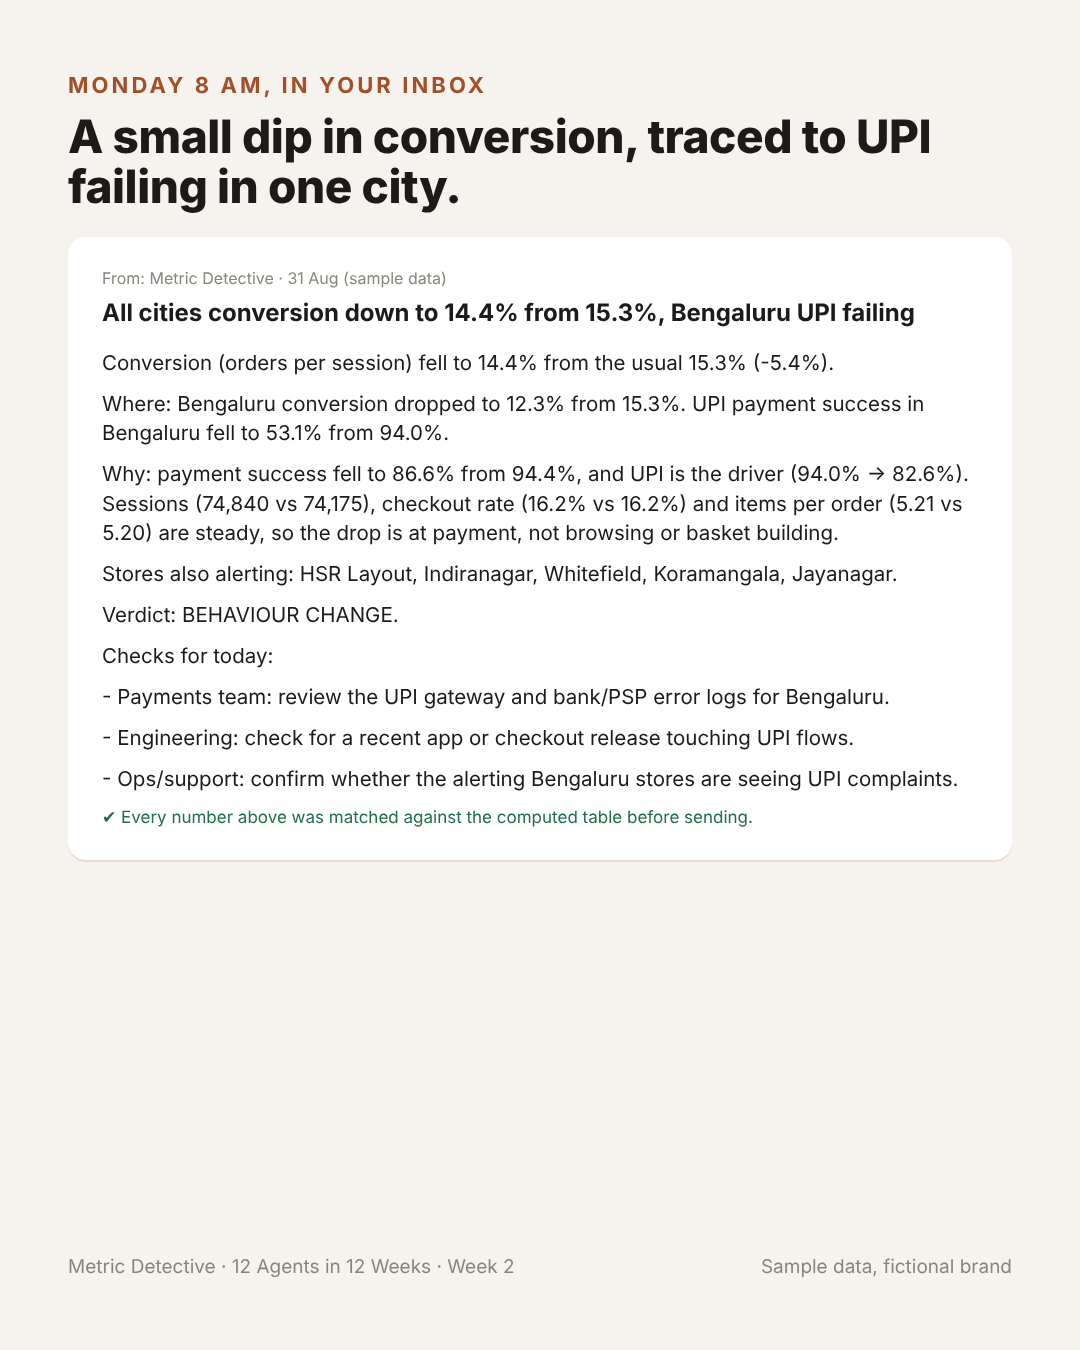 MONDAY 8 AM, IN YOUR INBOX
A small dip in conversion, traced to UPI
failing in one city.
From: Metric Detective · 31 Aug (sample data)
All cities conversion down to 14.4% from 15.3%, Bengaluru UPI failing
Conversion (orders per session) fell to 14.4% from the usual 15.3% (-5.4%).
Where: Bengaluru conversion dropped to 12.3% from 15.3%. UPI payment success in
Bengaluru fell to 53.1% from 94.0%.
Why: payment success fell to 86.6% from 94.4%, and UPI is the driver (94.0% → 82.6%).
Sessions (74,840 vs 74,175), checkout rate (16.2% vs 16.2%) and items per order (5.21 vs
5.20) are steady, so the drop is at payment, not browsing or basket building.
Stores also alerting: HSR Layout, Indiranagar, Whitefield, Koramangala, Jayanagar.
Verdict: BEHAVIOUR CHANGE.
Checks for today:
- Payments team: review the UPI gateway and bank/PSP error logs for Bengaluru.
- Engineering: check for a recent app or checkout release touching UPI flows.
- Ops/support: confirm whether the alerting Bengaluru stores are seeing UPI complaints.
✔ Every number above was matched against the computed table before sending.
Metric Detective · 12 Agents in 12 Weeks · Week 2
Sample data, fictional brand